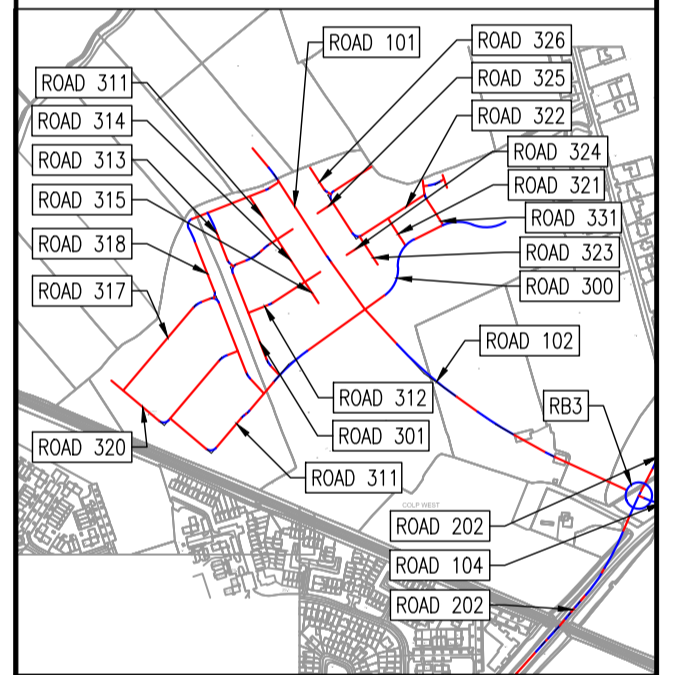 ROAD 101
ROAD 326
ROAD 311
ROAD 325
ROAD 314
ROAD 322
ROAD 313
ROAD 324
ROAD 315
ROAD 321
ROAD 318
ROAD 331
ROAD 323
ROAD 317
ROAD 300
ROAD 102
ROAD 312
RB3
ROAD 301
ROAD 320
ROAD 311
COLP WEST
ROAD 202
ROAD 104
ROAD 202